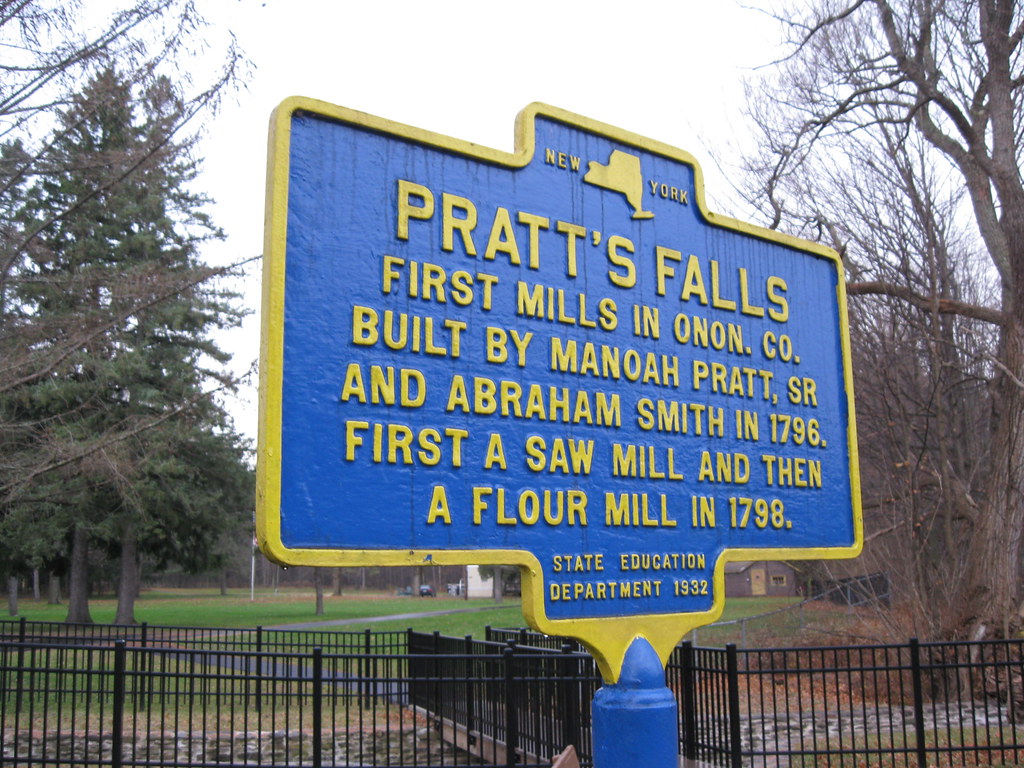 NEW YORK
PRATT'S FALLS
FIRST MILLS IN ONON. CO.
BUILT BY MANOAH PRATT, SR
AND ABRAHAM SMITH IN 1796.
FIRST A SAW MILL AND THEN
A FLOUR MILL IN 1798.
STATE EDUCATION
DEPARTMENT 1932